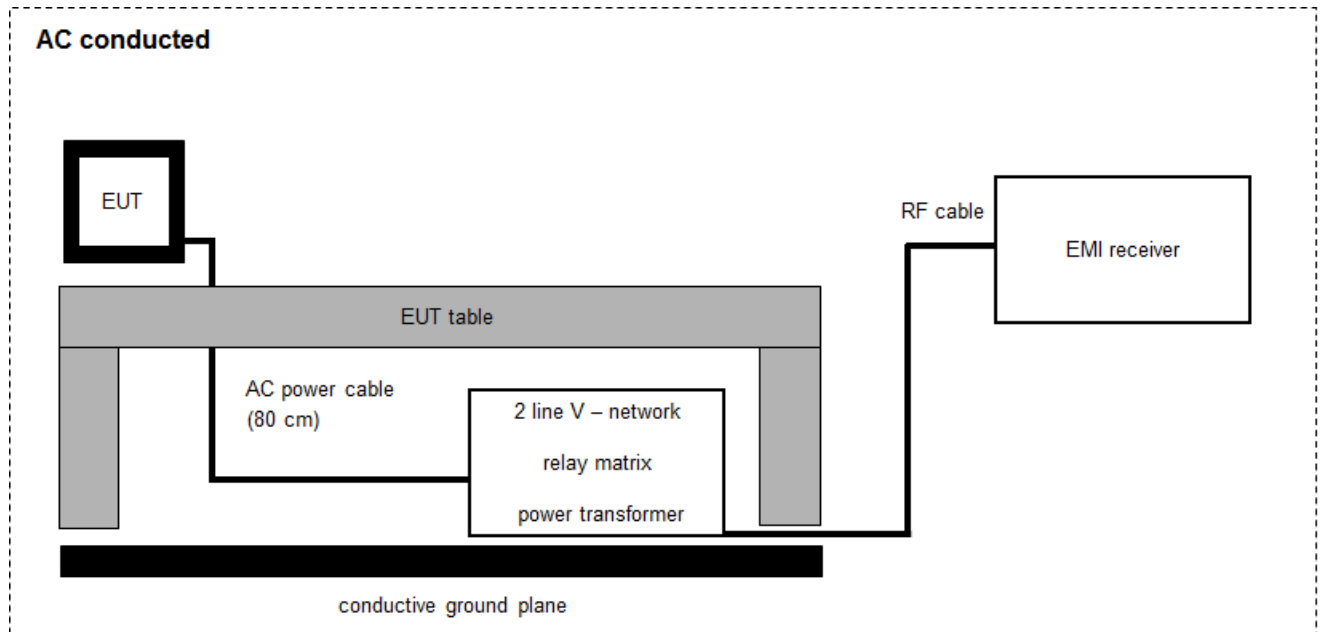 AC conducted
EUT
RF cable
EMI receiver
EUT table
AC power cable
(80 cm)
2 line V – network
relay matrix
power transformer
conductive ground plane